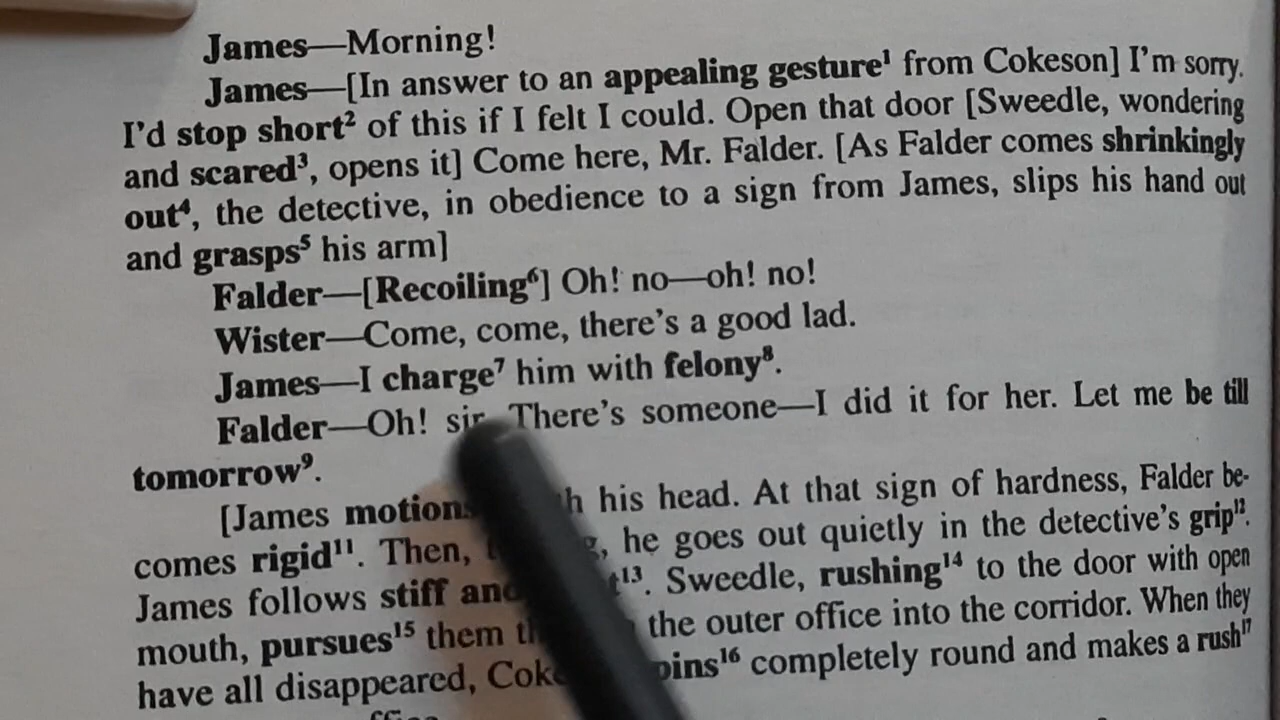 James—Morning!
James—[In answer to an appealing gesture¹ from Cokeson] I'm sorry.
I'd stop short² of this if I felt I could. Open that door [Sweedle, wondering
and scared³, opens it] Come here, Mr. Falder. [As Falder comes shrinkingly
out⁴, the detective, in obedience to a sign from James, slips his hand out
and grasps⁵ his arm]
Falder—[Recoiling⁶] Oh! no—oh! no!
Wister—Come, come, there's a good lad.
James—I charge⁷ him with felony⁸.
Falder—Oh! sir There's someone—I did it for her. Let me be till
tomorrow⁹.
[James motions his head. At that sign of hardness, Falder be-
comes rigid¹¹. Then, he goes out quietly in the detective's grip¹².
James follows stiff and ¹³. Sweedle, rushing¹⁴ to the door with open
mouth, pursues¹⁵ them the outer office into the corridor. When they
have all disappeared, completely round and makes a rush¹⁷